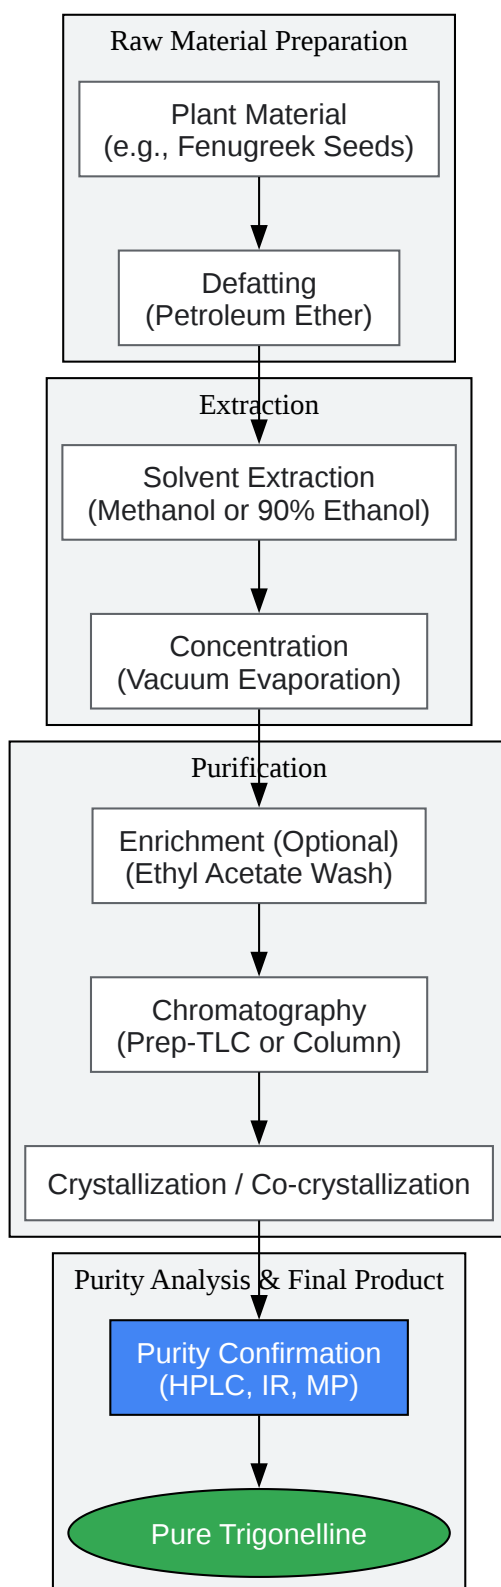 Raw Material Preparation
Plant Material
(e.g., Fenugreek Seeds)
Defatting
(Petroleum Ether)
Extraction
Solvent Extraction
(Methanol or 90% Ethanol)
Concentration
(Vacuum Evaporation)
Purification
Enrichment (Optional)
(Ethyl Acetate Wash)
Chromatography
(Prep-TLC or Column)
Crystallization / Co-crystallization
Purity Analysis & Final Product
Purity Confirmation
(HPLC, IR, MP)
Pure Trigonelline